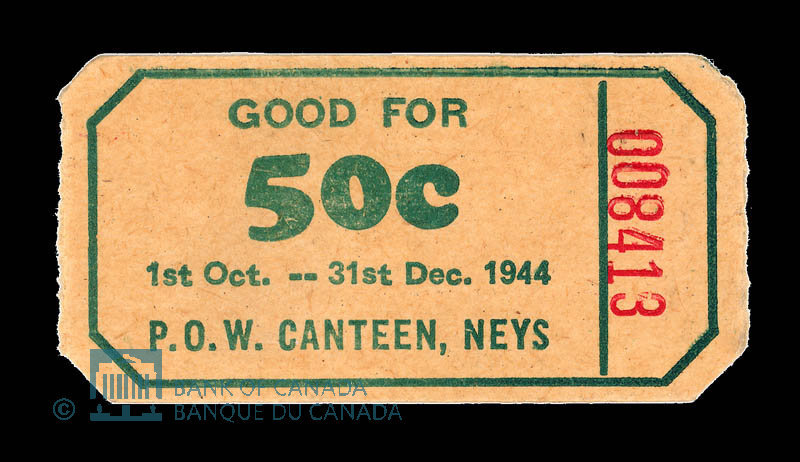 GOOD FOR
50c
1st Oct. -- 31st Dec. 1944
P.O.W. CANTEEN, NEYS
008413
© BANK OF CANADA
BANQUE DU CANADA